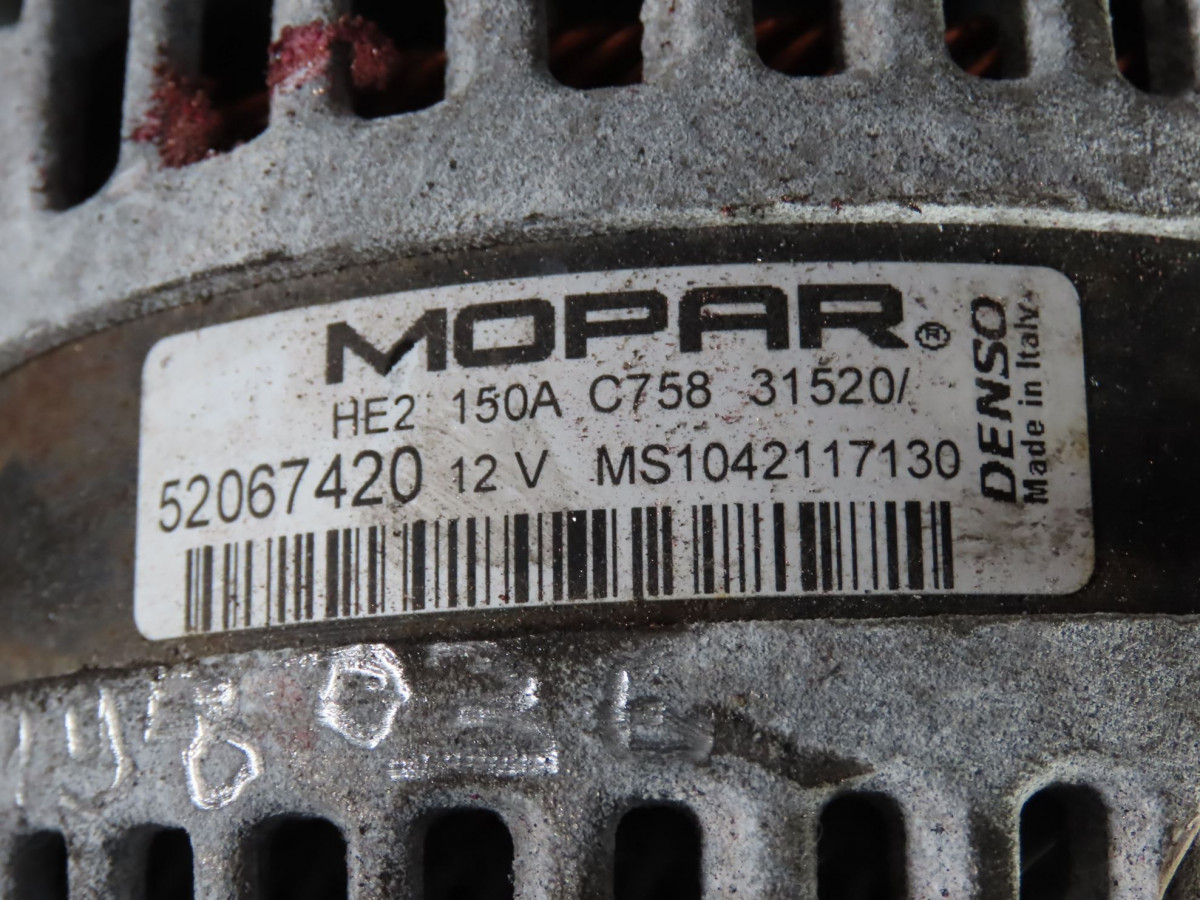 MOPAR®
HE2 150A C758 31520/
52067420 12 V MS1042117130
DENSO
Made in Italy